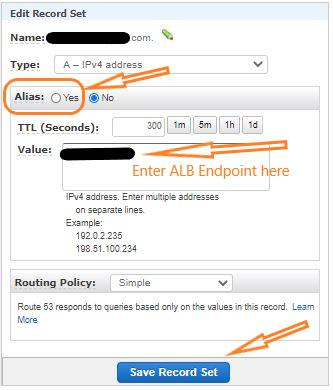 Edit Record Set
Name: com.
Type: A – IPv4 address
Alias: Yes No
TTL (Seconds): 300 1m 5m 1h 1d
Value:
Enter ALB Endpoint here
IPv4 address. Enter multiple addresses
on separate lines.
Example:
192.0.2.235
198.51.100.234
Routing Policy: Simple
Route 53 responds to queries based only on the values in this record. Learn
More
Save Record Set